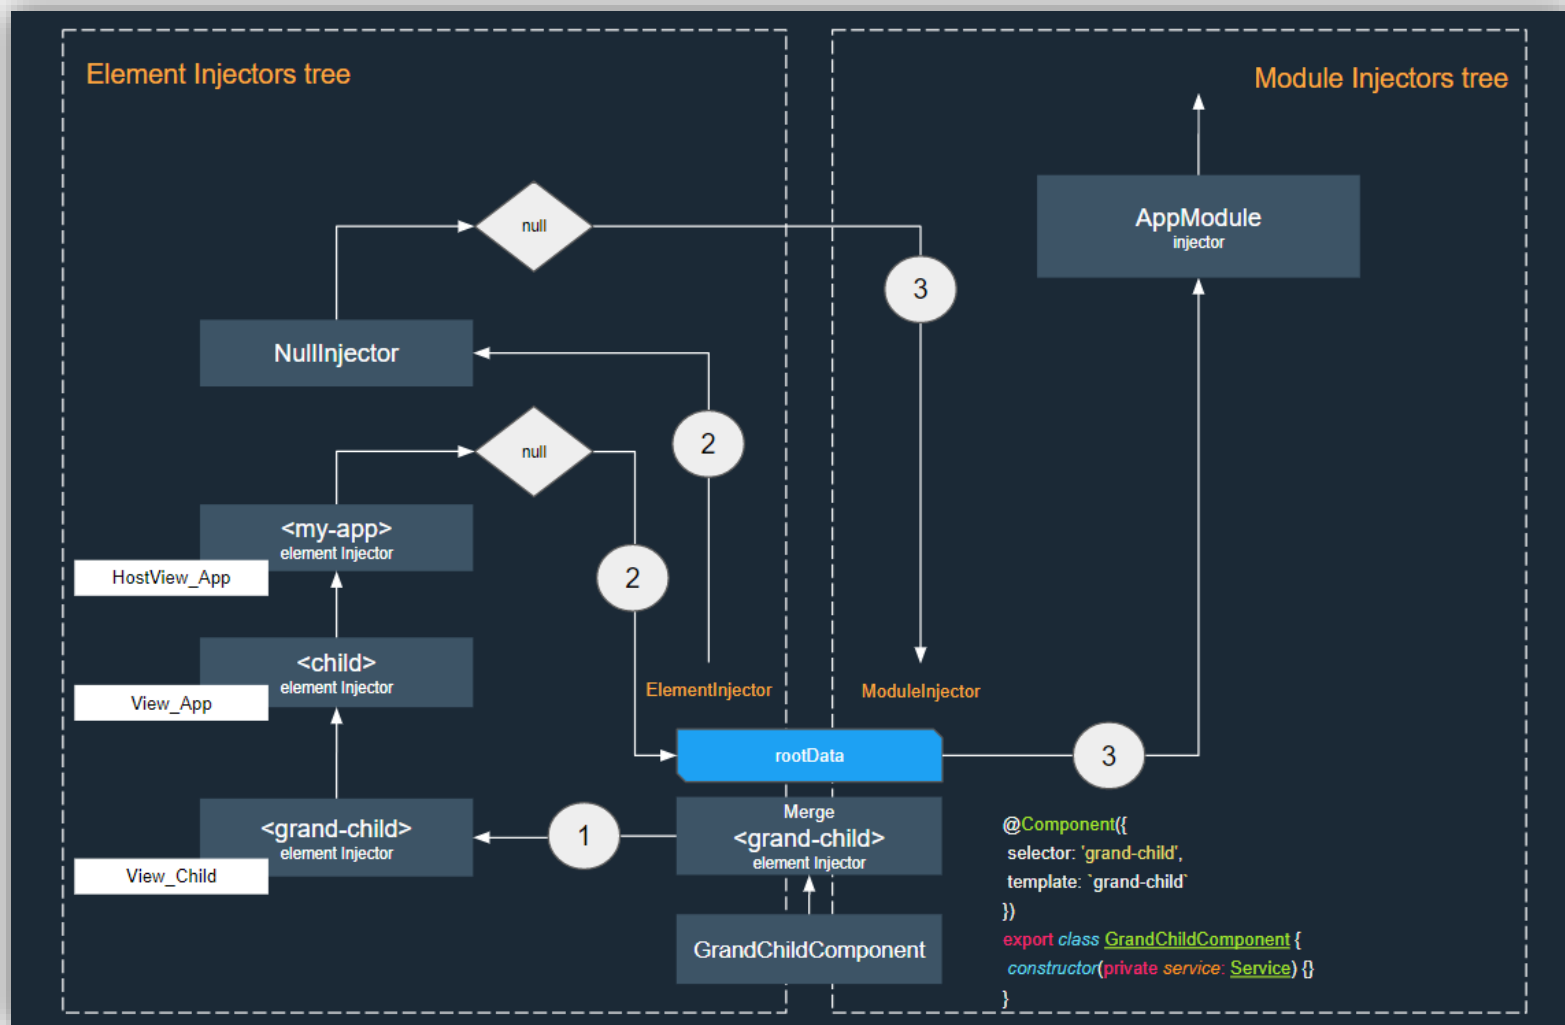 Element Injectors tree
Module Injectors tree
null
AppModule
injector
3
NullInjector
2
null
<my-app>
element Injector
HostView_App
2
<child>
element Injector
View_App
ElementInjector
ModuleInjector
rootData
3
Merge
<grand-child>
element Injector
1
<grand-child>
element Injector
View_Child
GrandChildComponent
@Component({
selector: 'grand-child',
template: `grand-child`
})
export class GrandChildComponent {
constructor(private service: Service) {}
}